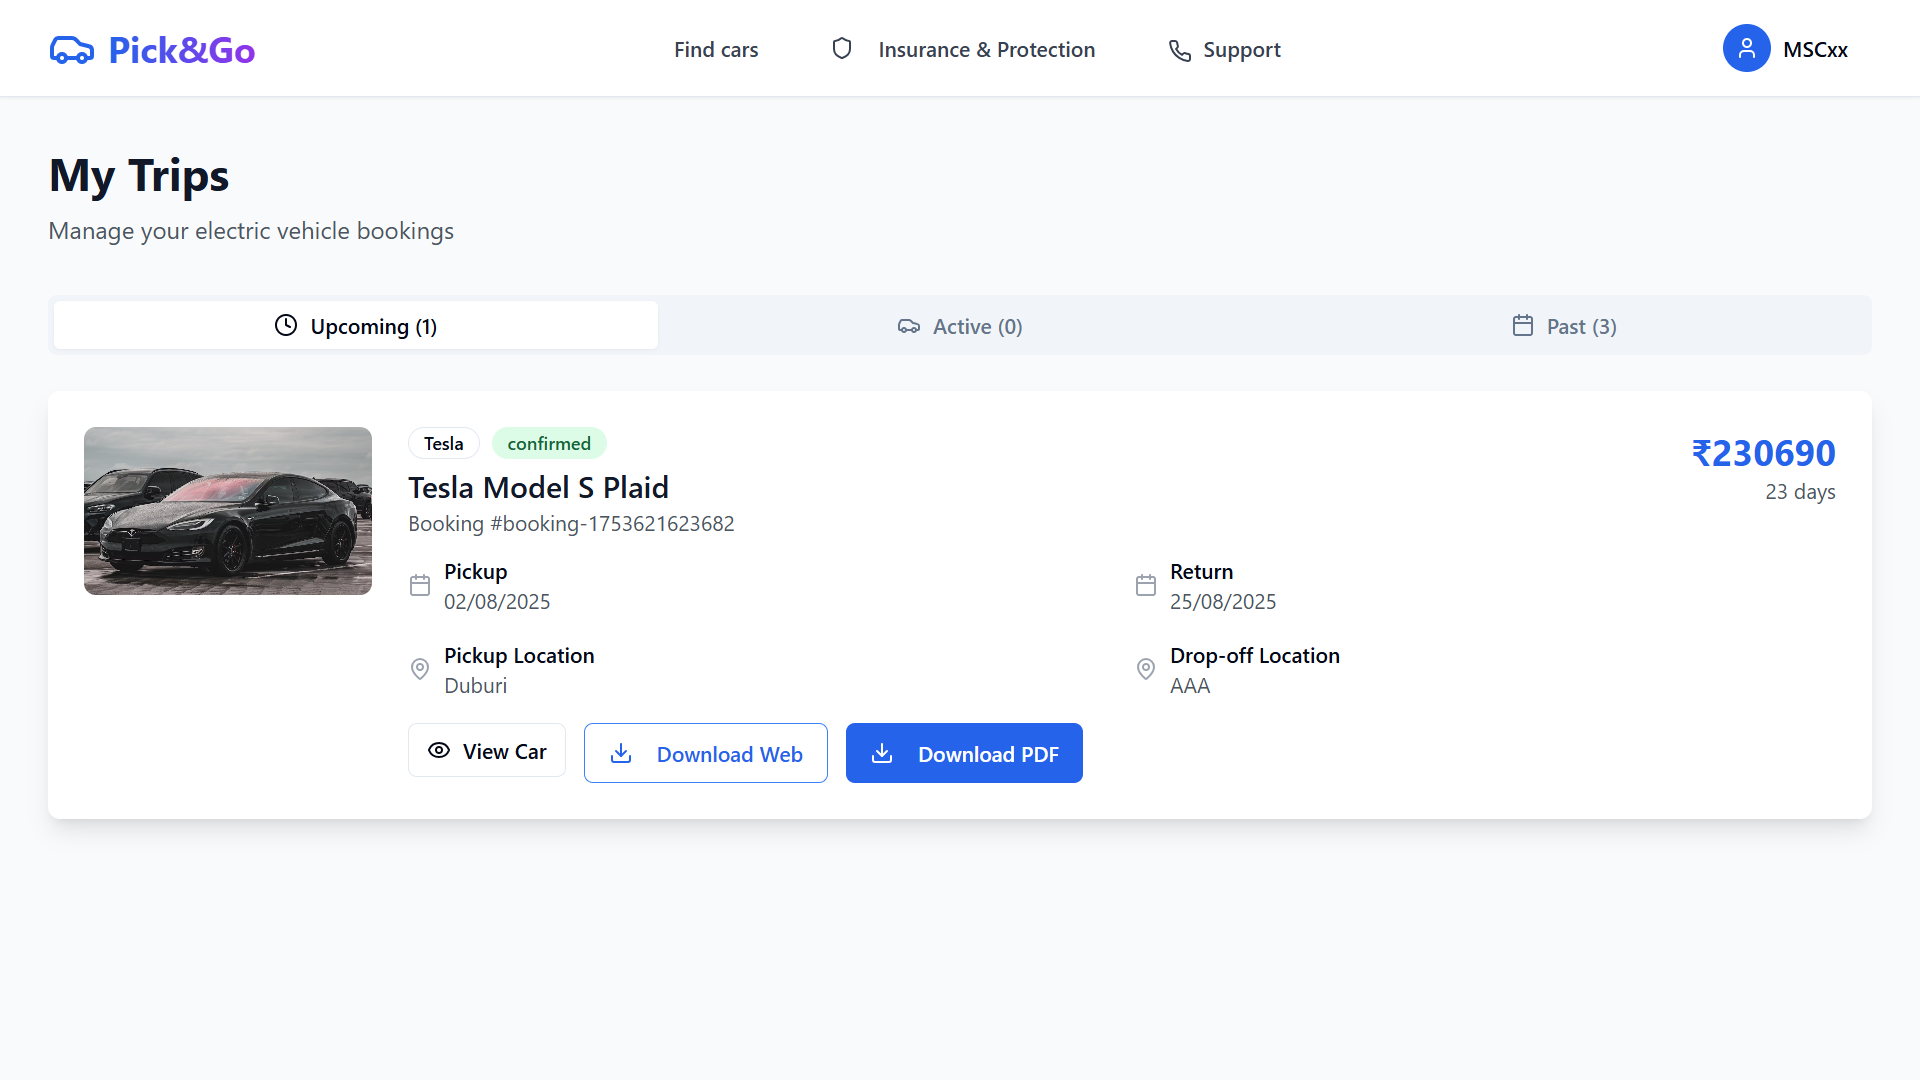 Pick&Go
Find cars
Insurance & Protection
Support
MSCxx
My Trips
Manage your electric vehicle bookings
Upcoming (1)
Active (0)
Past (3)
Tesla
confirmed
₹230690
Tesla Model S Plaid
23 days
Booking #booking-1753621623682
Pickup
02/08/2025
Return
25/08/2025
Pickup Location
Duburi
Drop-off Location
AAA
View Car
Download Web
Download PDF